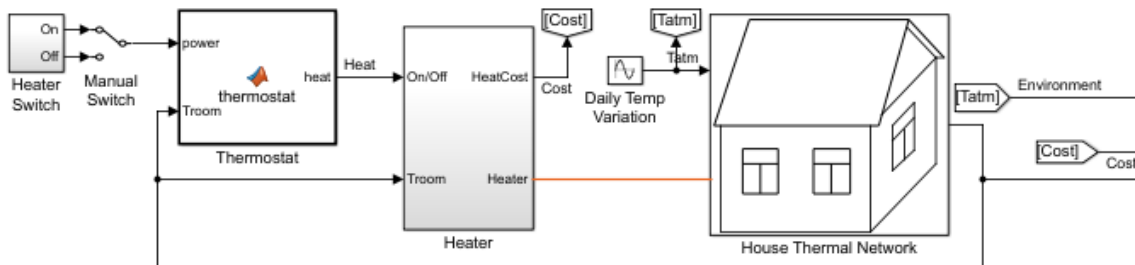 On
Off
Heater
Switch
Manual
Switch
power
Troom
thermostat
heat
Thermostat
Heat
On/Off
Troom
HeatCost
Heater
Heater
[Cost]
Cost
[Tatm]
Tatm
Daily Temp
Variation
House Thermal Network
[Tatm]
Environment
[Cost]
Cost